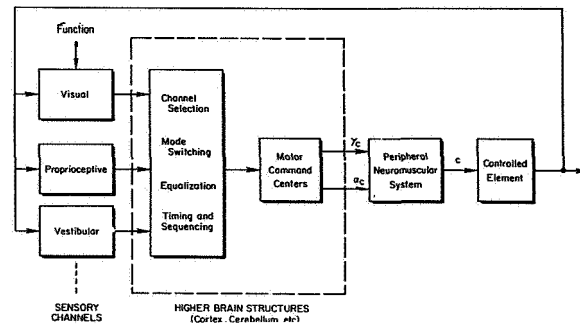 Function
Visual
Proprioceptive
Vestibular
SENSORY
CHANNELS
Channel
Selection
Mode
Switching
Equalization
Timing and
Sequencing
Motor
Command
Centers
γc
αc
Peripheral
Neuromuscular
System
c
Controlled
Element
HIGHER BRAIN STRUCTURES
(Cortex, Cerebellum, etc)